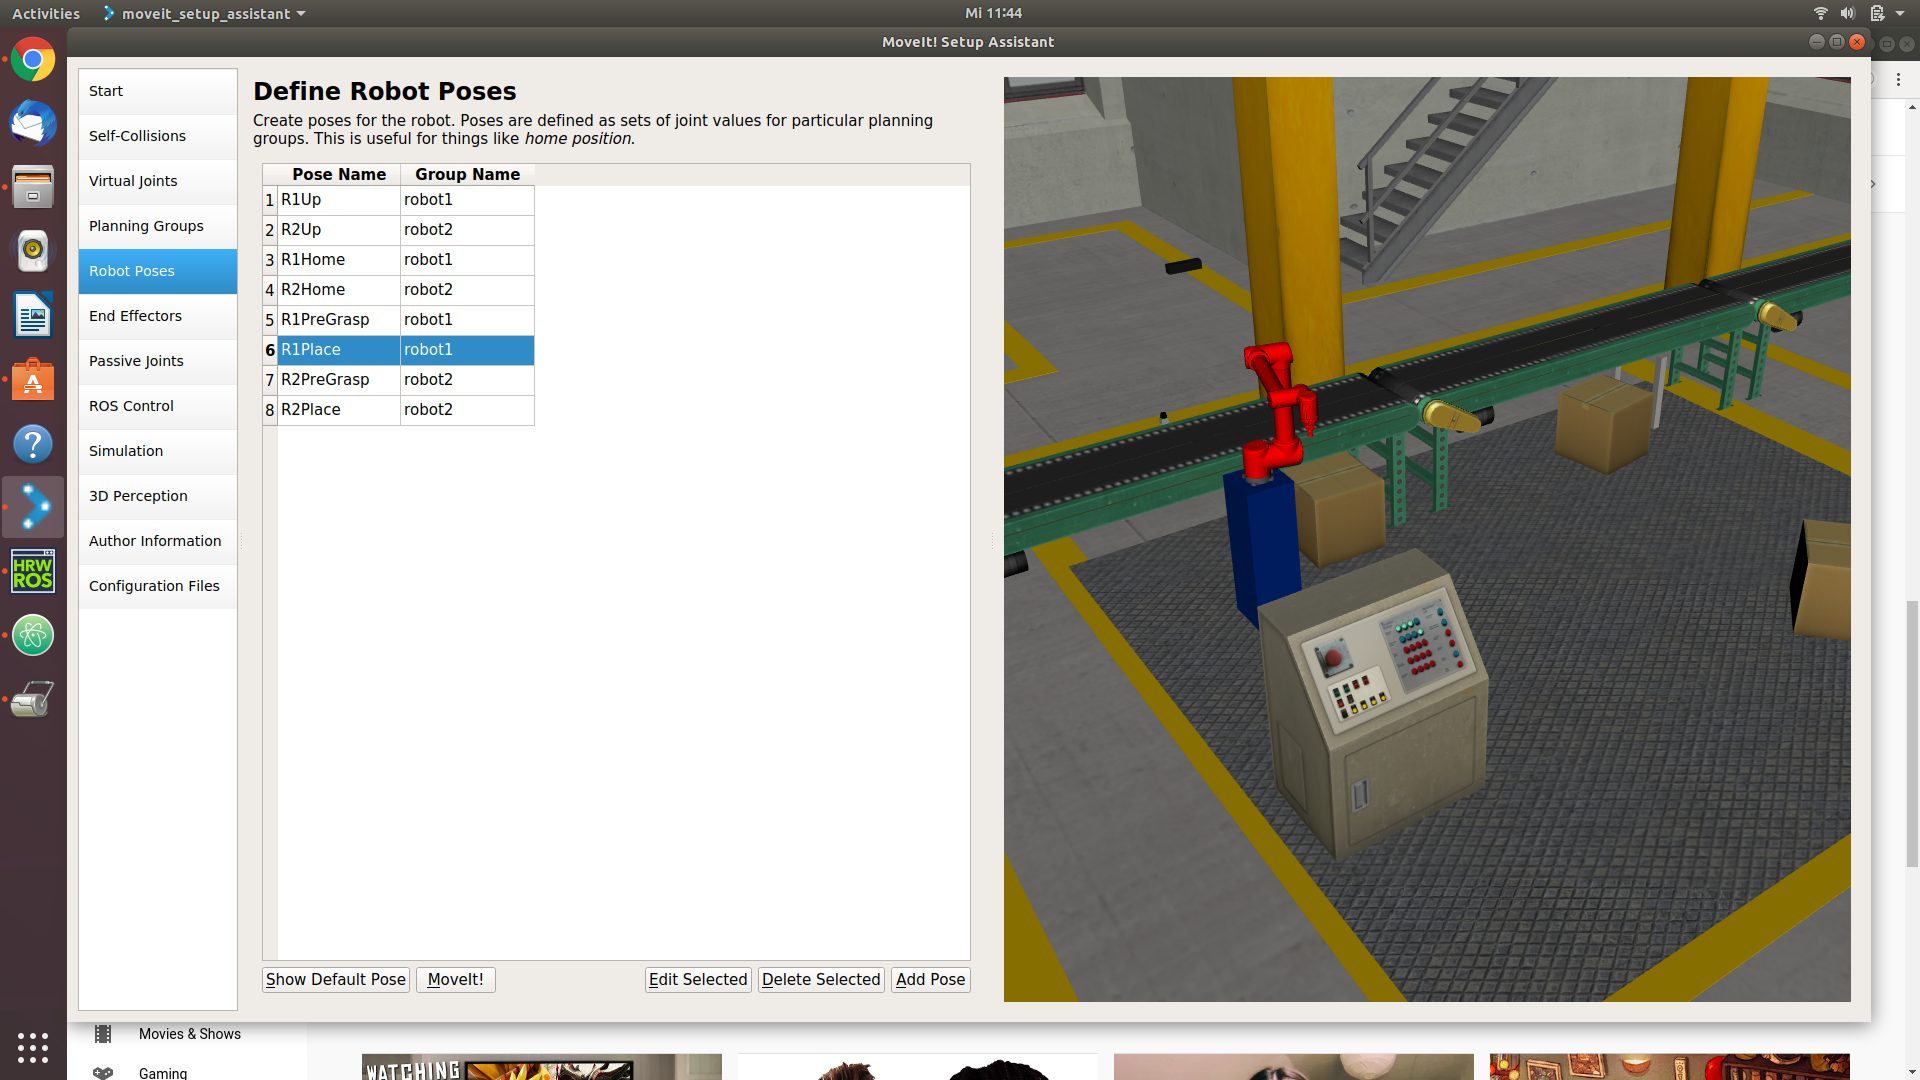 Activities
moveit_setup_assistant
Mi 11:44
MoveIt! Setup Assistant
Start
Self-Collisions
Virtual Joints
Planning Groups
Robot Poses
End Effectors
Passive Joints
ROS Control
Simulation
3D Perception
Author Information
Configuration Files
Define Robot Poses
Create poses for the robot. Poses are defined as sets of joint values for particular planning
groups. This is useful for things like home position.
Pose Name Group Name
1 R1Up robot1
2 R2Up robot2
3 R1Home robot1
4 R2Home robot2
5 R1PreGrasp robot1
6 R1Place robot1
7 R2PreGrasp robot2
8 R2Place robot2
Show Default Pose
MoveIt!
Edit Selected
Delete Selected
Add Pose
HRW
ROS
Movies & Shows
Gaming
WATCHING